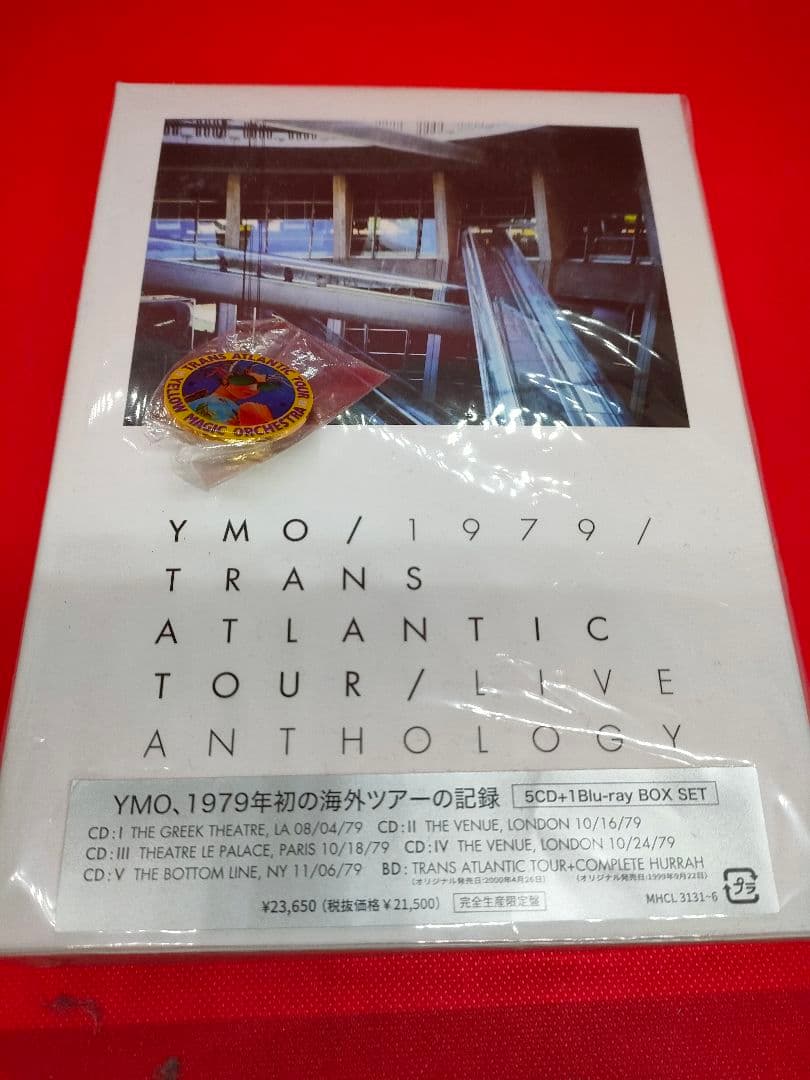 TRANS ATLANTIC TOUR
YELLOW MAGIC ORCHESTRA
YMO/1979/
TRANS
ATLANTIC
TOUR/LIVE
ANTHOLOGY
YMO、1979年初の海外ツアーの記録 5CD+1Blu-ray BOX SET
CD:I THE GREEK THEATRE, LA 08/04/79 CD:II THE VENUE, LONDON 10/16/79
CD:III THEATRE LE PALACE, PARIS 10/18/79 CD:IV THE VENUE, LONDON 10/24/79
CD:V THE BOTTOM LINE, NY 11/06/79 BD: TRANS ATLANTIC TOUR+COMPLETE HURRAH
(オリジナル発売日:2000年4月26日) (オリジナル発売日:1999年9月22日)
¥23,650(税抜価格¥21,500) 完全生産限定盤 MHCL 3131~6 プラ